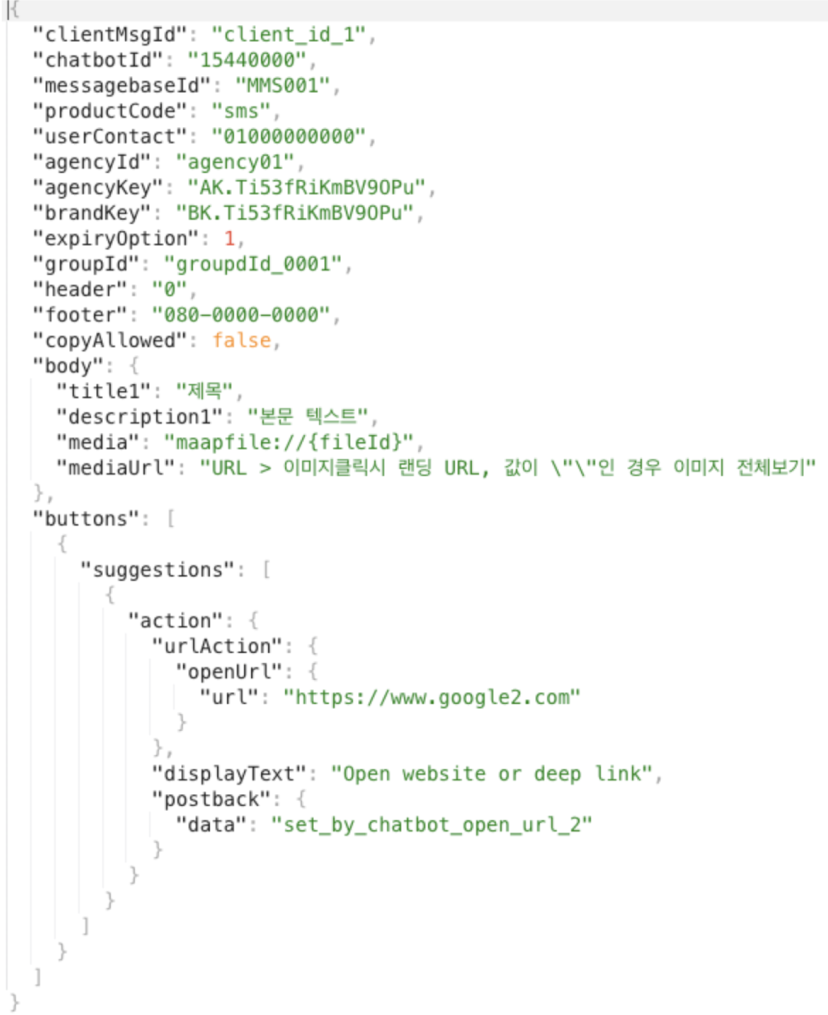 {
"clientMsgId": "client_id_1",
"chatbotId": "15440000",
"messagebaseId": "MMS001",
"productCode": "sms",
"userContact": "01000000000",
"agencyId": "agency01",
"agencyKey": "AK.Ti53fRiKmBV9OPu",
"brandKey": "BK.Ti53fRiKmBV9OPu",
"expiryOption": 1,
"groupId": "groupdId_0001",
"header": "0",
"footer": "080-0000-0000",
"copyAllowed": false,
"body": {
"title1": "제목",
"description1": "본문 텍스트",
"media": "maapfile://{fileId}",
"mediaUrl": "URL > 이미지클릭시 랜딩 URL, 값이 \"\"인 경우 이미지 전체보기"
},
"buttons": [
{
"suggestions": [
{
"action": {
"urlAction": {
"openUrl": {
"url": "https://www.google2.com"
}
},
"displayText": "Open website or deep link",
"postback": {
"data": "set_by_chatbot_open_url_2"
}
}
}
]
}
]
}